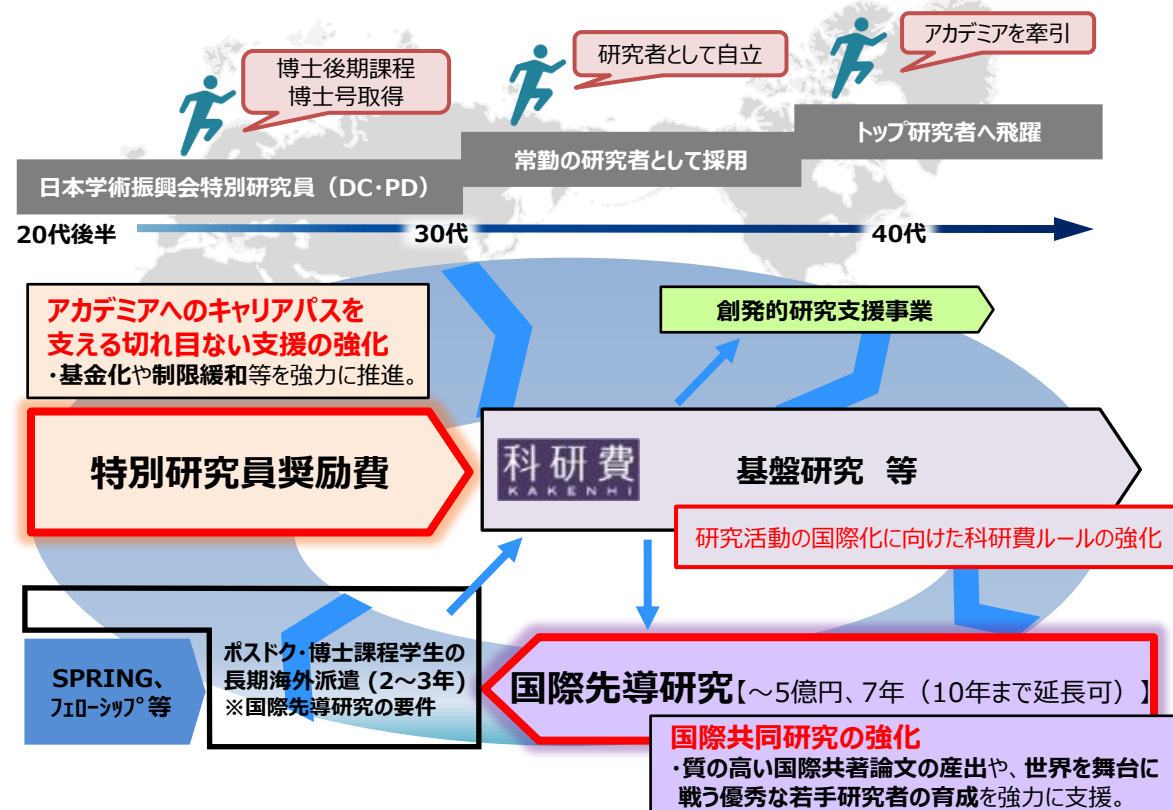 博士後期課程
博士号取得
研究者として自立
アカデミアを牽引
日本学術振興会特別研究員（DC・PD）
常勤の研究者として採用
トップ研究者へ飛躍
20代後半
30代
40代
アカデミアへのキャリアパスを
支える切れ目ない支援の強化
・基金化や制限緩和等を強力に推進。
創発的研究支援事業
特別研究員奨励費
科研費
KAKENHI
基盤研究 等
研究活動の国際化に向けた科研費ルールの強化
SPRING、
ﾌｪﾛｰｼｯﾌﾟ等
ポスドク・博士課程学生の
長期海外派遣 (2～3年)
※国際先導研究の要件
国際先導研究【～5億円、7年（10年まで延長可）】
国際共同研究の強化
・質の高い国際共著論文の産出や、世界を舞台に
戦う優秀な若手研究者の育成を強力に支援。